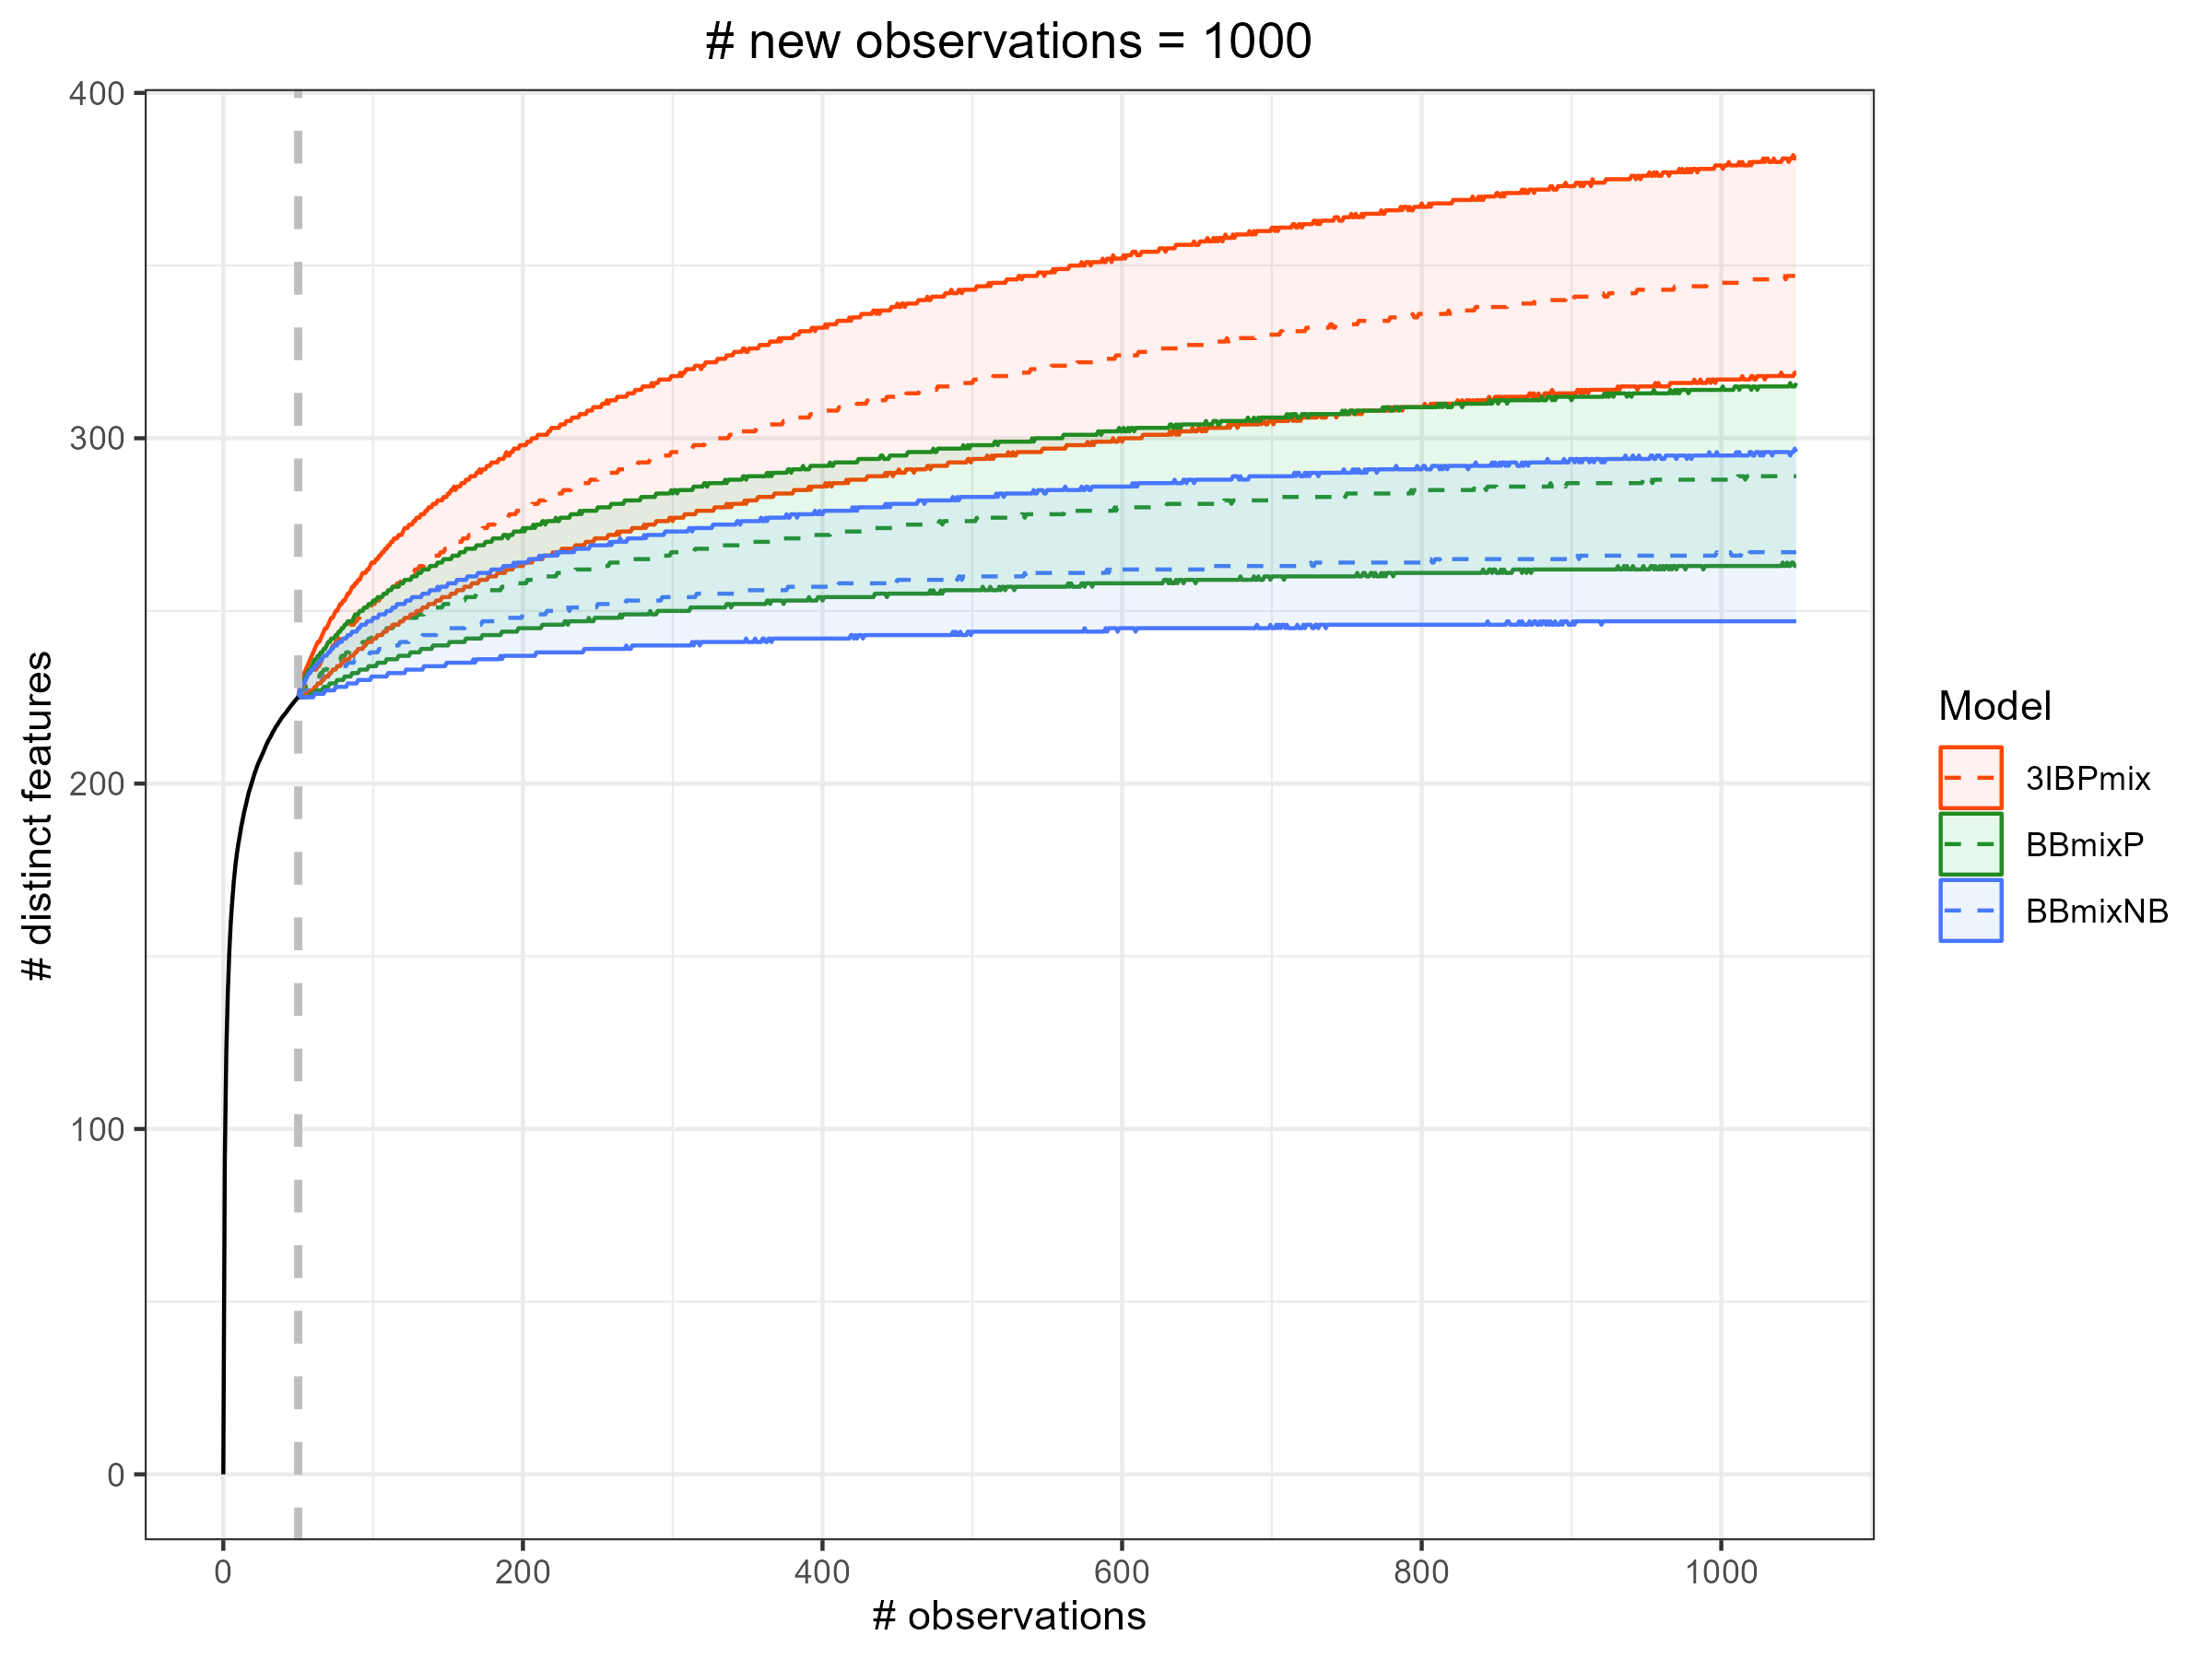 # new observations = 1000
# distinct features
400
300
200
100
0
0 200 400 600 800 1000
# observations
Model
3IBPmix
BBmixP
BBmixNB